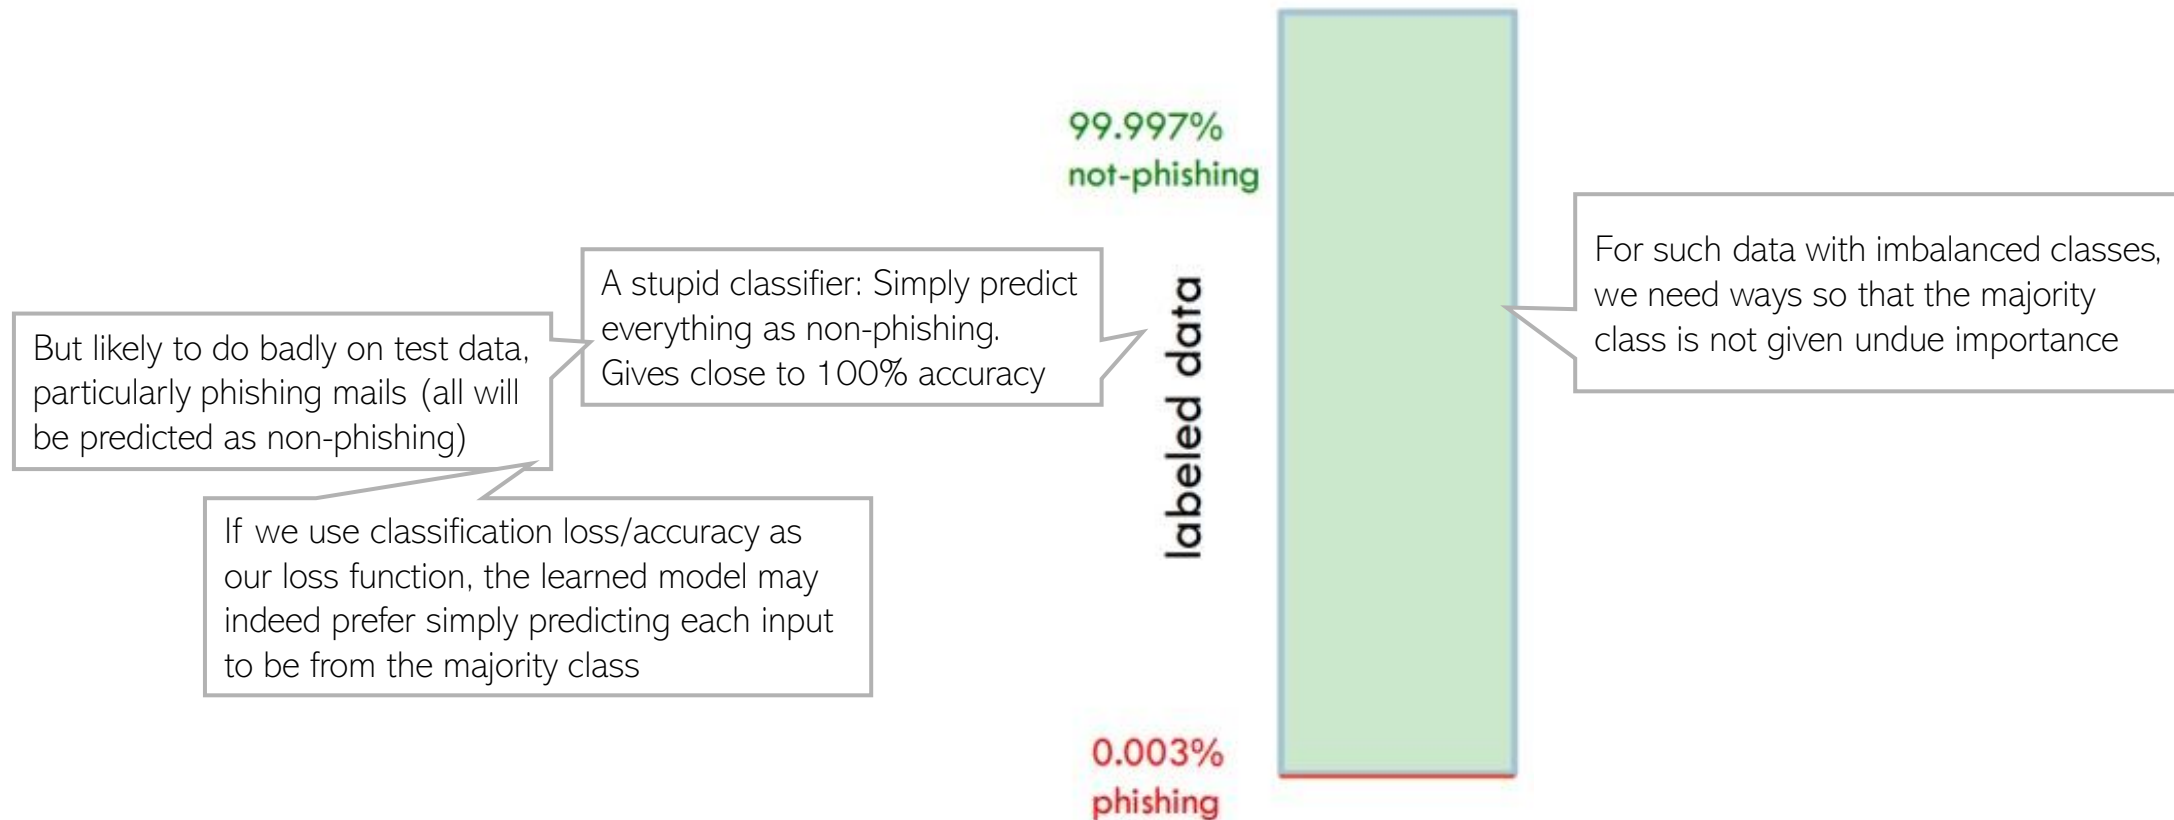 99.997%
not-phishing
labeled data
0.003%
phishing
A stupid classifier: Simply predict
everything as non-phishing.
Gives close to 100% accuracy
But likely to do badly on test data,
particularly phishing mails (all will
be predicted as non-phishing)
If we use classification loss/accuracy as
our loss function, the learned model may
indeed prefer simply predicting each input
to be from the majority class
For such data with imbalanced classes,
we need ways so that the majority
class is not given undue importance